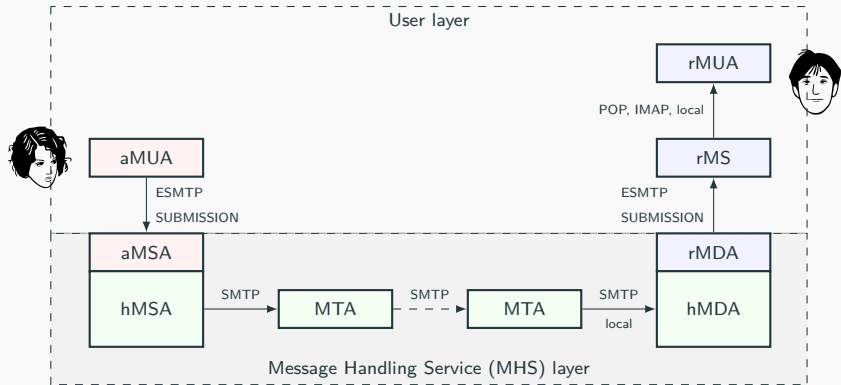 User layer
rMUA
POP, IMAP, local
aMUA
rMS
ESMTP
SUBMISSION
ESMTP
SUBMISSION
aMSA
rMDA
hMSA
SMTP
MTA
SMTP
MTA
SMTP
local
hMDA
Message Handling Service (MHS) layer